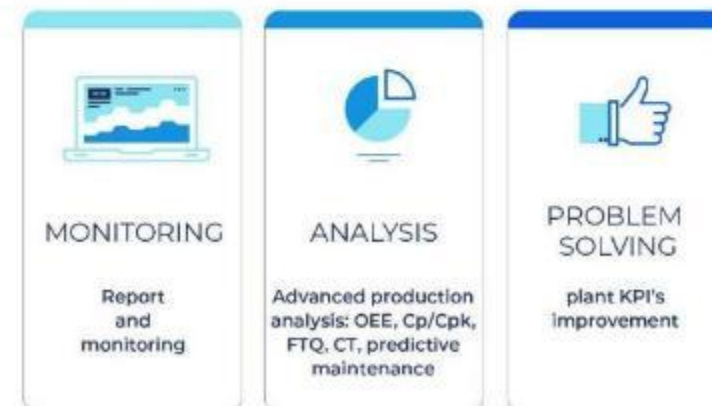 MONITORING
Report
and
monitoring
ANALYSIS
Advanced production
analysis: OEE, Cp/Cpk,
FTQ, CT, predictive
maintenance
PROBLEM
SOLVING
plant KPI's
improvement